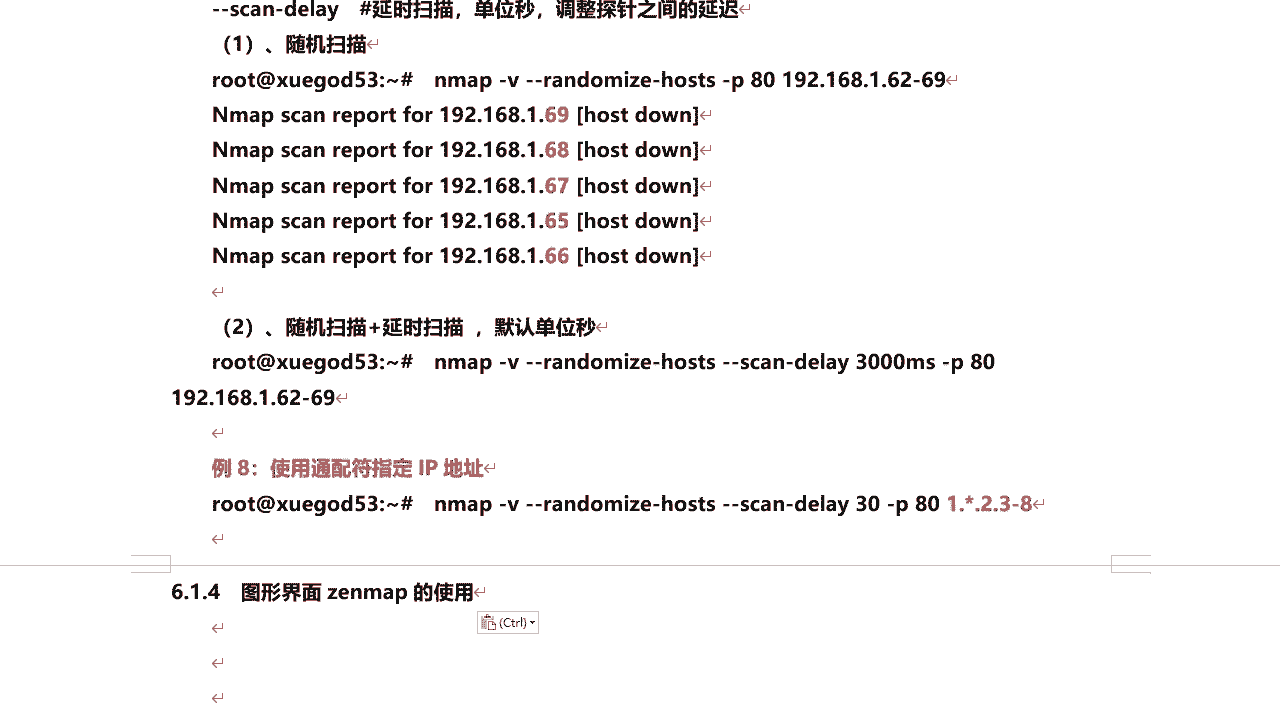 --scan-delay #延时扫描，单位秒，调整探针之间的延迟
（1）、随机扫描
root@xuegod53:~# nmap -v --randomize-hosts -p 80 192.168.1.62-69
Nmap scan report for 192.168.1.69 [host down]
Nmap scan report for 192.168.1.68 [host down]
Nmap scan report for 192.168.1.67 [host down]
Nmap scan report for 192.168.1.65 [host down]
Nmap scan report for 192.168.1.66 [host down]
（2）、随机扫描+延时扫描 ，默认单位秒
root@xuegod53:~# nmap -v --randomize-hosts --scan-delay 3000ms -p 80
192.168.1.62-69
例 8：使用通配符指定 IP 地址
root@xuegod53:~# nmap -v --randomize-hosts --scan-delay 30 -p 80 1.*.2.3-8
6.1.4 图形界面 zenmap 的使用
(Ctrl)